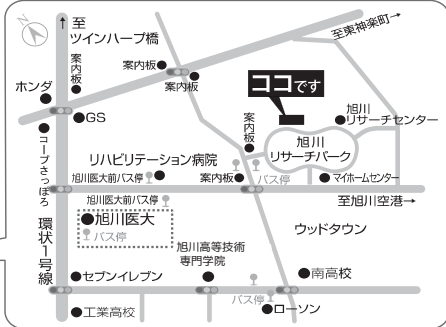 ↑至
ツインハープ橋
至東神楽町→
案内板
ホンダ
案内板
案内板
ココです
GS
コープさっぽろ
案内板
旭川
リサーチセンター
旭川
リサーチパーク
リハビリテーション病院
旭川医大前バス停
案内板
バス停
マイホームセンター
至旭川空港→
旭川医大前バス停
旭川医大
バス停
環状1号線
ウッドタウン
旭川高等技術
専門学院
セブンイレブン
南高校
バス停
工業高校
ローソン